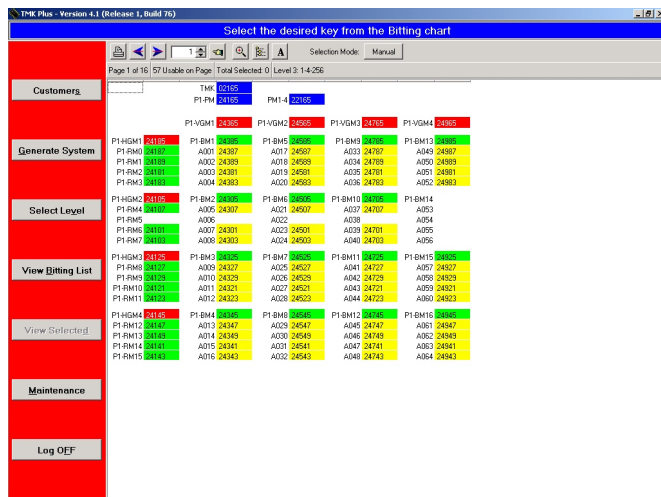 TMK Plus - Version 4.1 (Release 1, Build 76)
Select the desired key from the Bitting chart
1 A Selection Mode: Manual
Page 1 of 16 57 Usable on Page Total Selected: 0 Level 3: 1-4-256
Customers
Generate System
Select Level
View Bitting List
View Selected
Maintenance
Log OFF
TMK 02165
P1-PM 24165 PM1-4 22165
P1-VGM1 24365 P1-VGM2 24565 P1-VGM3 24765 P1-VGM4 24965
P1-HGM1 24185 P1-BM1 24385 P1-BM5 24585 P1-BM9 24785 P1-BM13 24985
P1-RM0 24187 A001 24387 A017 24587 A033 24787 A049 24987
P1-RM1 24189 A002 24389 A018 24589 A034 24789 A050 24989
P1-RM2 24181 A003 24381 A019 24581 A035 24781 A051 24981
P1-RM3 24183 A004 24383 A020 24583 A036 24783 A052 24983
P1-HGM2 24105 P1-BM2 24305 P1-BM6 24505 P1-BM10 24705 P1-BM14
P1-RM4 24107 A005 24307 A021 24507 A037 24707 A053
P1-RM5 A006 A022 A038 A054
P1-RM6 24101 A007 24301 A023 24501 A039 24701 A055
P1-RM7 24103 A008 24303 A024 24503 A040 24703 A056
P1-HGM3 24125 P1-BM3 24325 P1-BM7 24525 P1-BM11 24725 P1-BM15 24925
P1-RM8 24127 A009 24327 A025 24527 A041 24727 A057 24927
P1-RM9 24129 A010 24329 A026 24529 A042 24729 A058 24929
P1-RM10 24121 A011 24321 A027 24521 A043 24721 A059 24921
P1-RM11 24123 A012 24323 A028 24523 A044 24723 A060 24923
P1-HGM4 24145 P1-BM4 24345 P1-BM8 24545 P1-BM12 24745 P1-BM16 24945
P1-RM12 24147 A013 24347 A029 24547 A045 24747 A061 24947
P1-RM13 24149 A014 24349 A030 24549 A046 24749 A062 24949
P1-RM14 24141 A015 24341 A031 24541 A047 24741 A063 24941
P1-RM15 24143 A016 24343 A032 24543 A048 24743 A064 24943